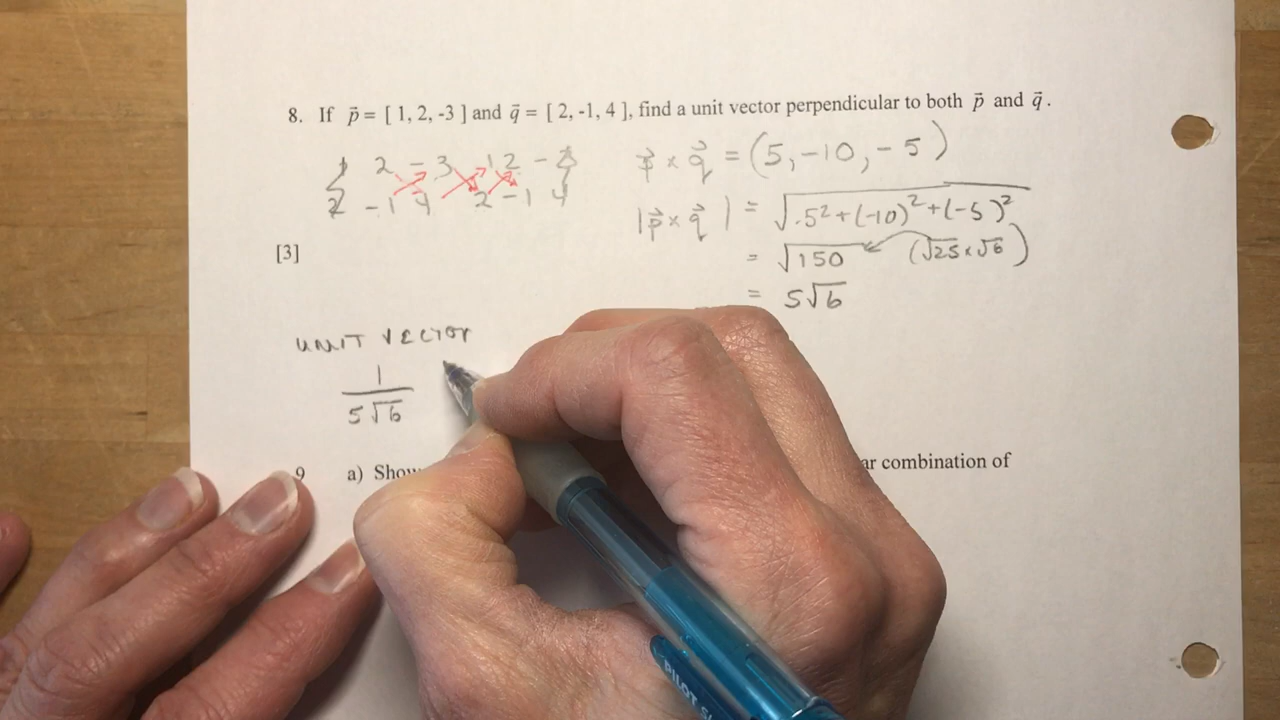 8. If p⃗ = [ 1, 2, -3 ] and q⃗ = [ 2, -1, 4 ], find a unit vector perpendicular to both p⃗ and q⃗ .
1 2 -3 1 2 -3
2 -1 4 2 -1 4
p⃗ × q⃗ = (5, -10, -5)
|p⃗ × q⃗| = √5² + (-10)² + (-5)²
= √150 (√25 × √6)
= 5√6
[3]
UNIT VECTOR
1
5√6
9 a) Show
ar combination of
PILOT